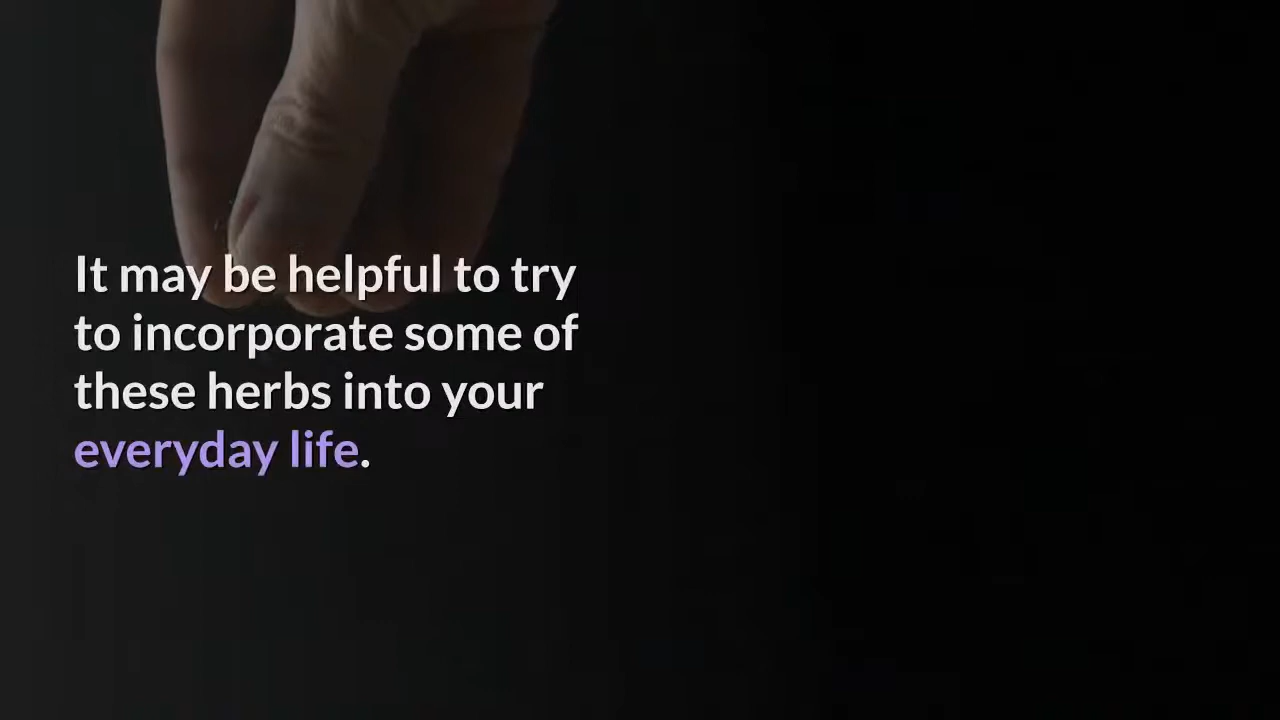 It may be helpful to try
to incorporate some of
these herbs into your
everyday life.